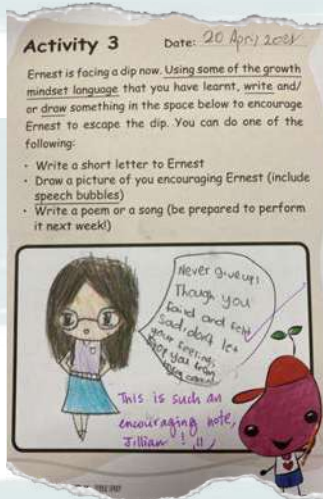 Activity 3
Date: 20 April 2021
Ernest is facing a dip now. Using some of the growth
mindset language that you have learnt, write and/
or draw something in the space below to encourage
Ernest to escape the dip. You can do one of the
following:
· Write a short letter to Ernest
· Draw a picture of you encouraging Ernest (include
speech bubbles)
· Write a poem or a song (be prepared to perform
it next week!)
Never give up!
Though you
faild and felt
sad, don't let
your feelings
stop you from
trying
This is such an
encouraging note,
Jillian!!!